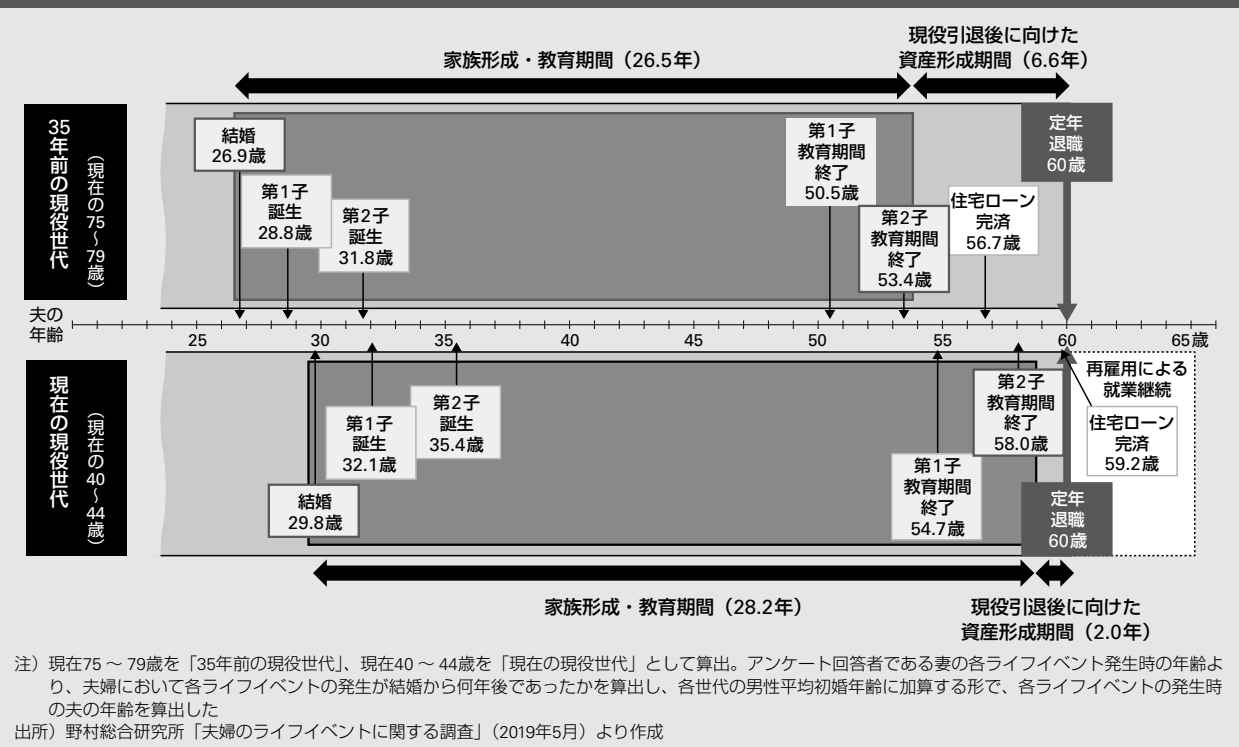 現役引退後に向けた
家族形成・教育期間（26.5年）
資産形成期間（6.6年）
35年前の現役世代
（現在の75～79歳）
結婚
26.9歳
第1子
誕生
28.8歳
第2子
誕生
31.8歳
第1子
教育期間
終了
50.5歳
第2子
教育期間
終了
53.4歳
住宅ローン
完済
56.7歳
定年
退職
60歳
夫の
年齢
25 30 35 40 45 50 55 60 65歳
現在の現役世代
（現在の40～44歳）
結婚
29.8歳
第1子
誕生
32.1歳
第2子
誕生
35.4歳
第1子
教育期間
終了
54.7歳
第2子
教育期間
終了
58.0歳
定年
退職
60歳
再雇用による
就業継続
住宅ローン
完済
59.2歳
家族形成・教育期間（28.2年）
現役引退後に向けた
資産形成期間（2.0年）
注）現在75～79歳を「35年前の現役世代」、現在40～44歳を「現在の現役世代」として算出。アンケート回答者である妻の各ライフイベント発生時の年齢よ
り、夫婦において各ライフイベントの発生が結婚から何年後であったかを算出し、各世代の男性平均初婚年齢に加算する形で、各ライフイベントの発生時
の夫の年齢を算出した
出所）野村総合研究所「夫婦のライフイベントに関する調査」（2019年5月）より作成